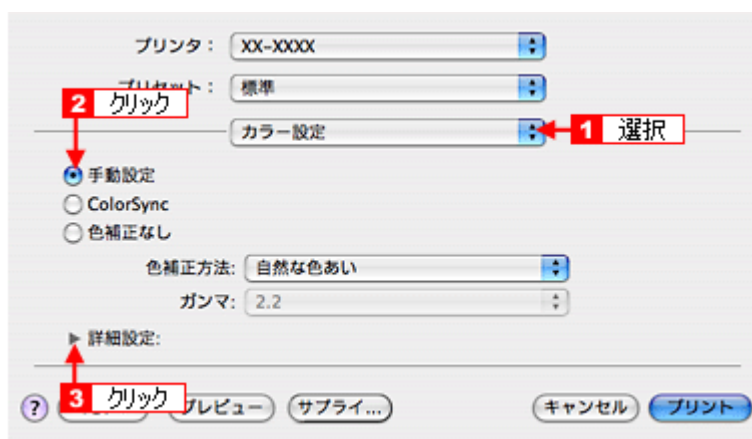 プリンタ： XX-XXXX
プリセット： 標準
2 クリック
カラー設定
1 選択
手動設定
ColorSync
色補正なし
色補正方法: 自然な色あい
ガンマ: 2.2
詳細設定:
3 クリック
? プレビュー サプライ... キャンセル プリント